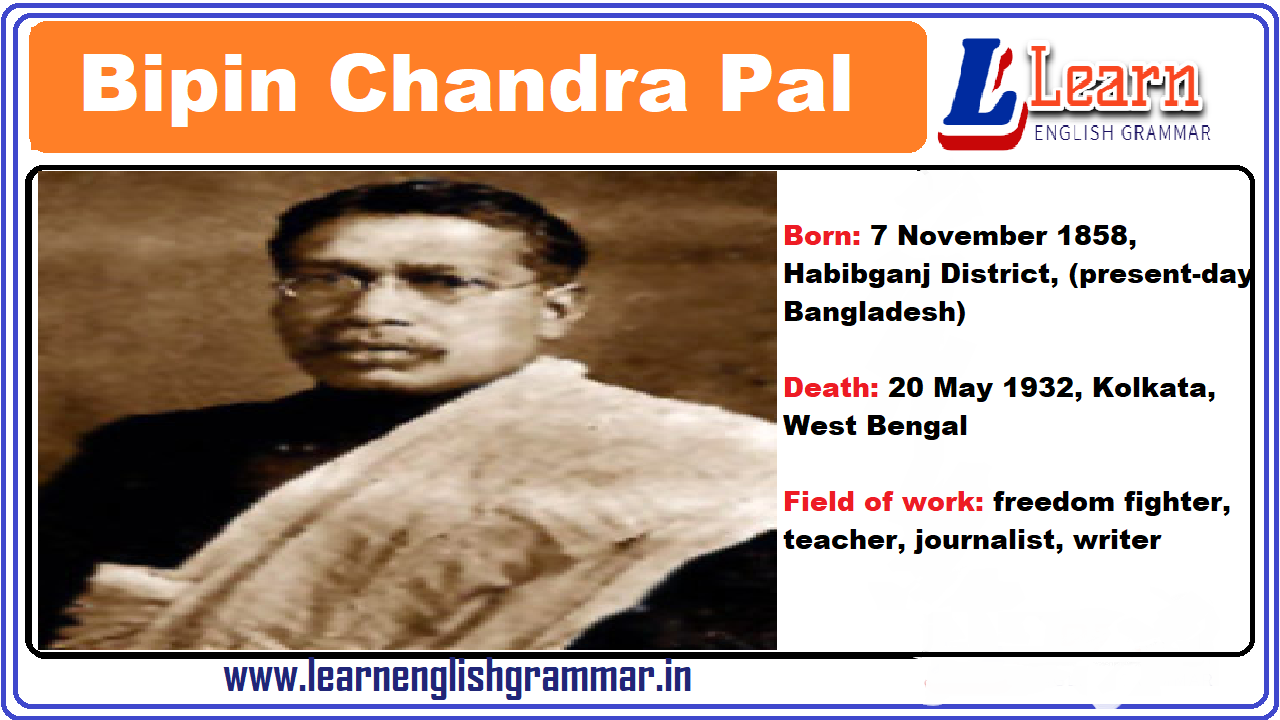 Bipin Chandra Pal
Learn
ENGLISH GRAMMAR
Born: 7 November 1858,
Habibganj District, (present-day
Bangladesh)
Death: 20 May 1932, Kolkata,
West Bengal
Field of work: freedom fighter,
teacher, journalist, writer
www.learnenglishgrammar.in